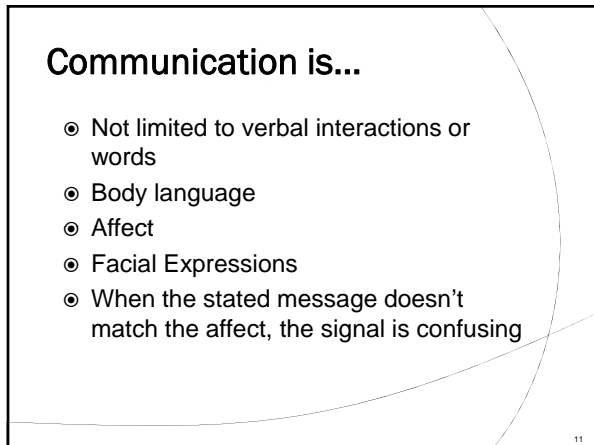 Communication is...
◉ Not limited to verbal interactions or
words
◉ Body language
◉ Affect
◉ Facial Expressions
◉ When the stated message doesn’t
match the affect, the signal is confusing
11